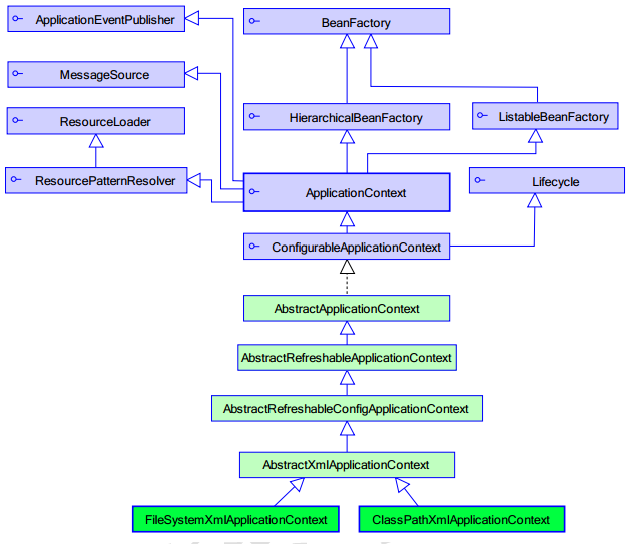 ApplicationEventPublisher
BeanFactory
MessageSource
ResourceLoader
HierarchicalBeanFactory
ListableBeanFactory
ResourcePatternResolver
ApplicationContext
Lifecycle
ConfigurableApplicationContext
AbstractApplicationContext
AbstractRefreshableApplicationContext
AbstractRefreshableConfigApplicationContext
AbstractXmlApplicationContext
FileSystemXmlApplicationContext
ClassPathXmlApplicationContext